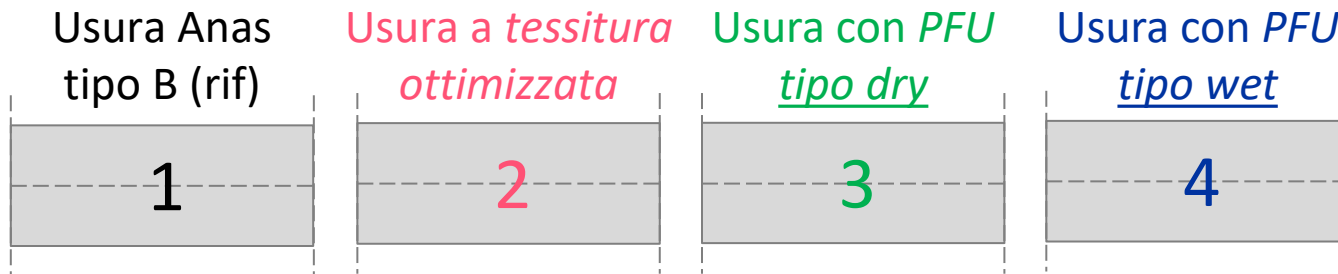 Usura Anas
tipo B (rif)
1
Usura a tessitura
ottimizzata
2
Usura con PFU
tipo dry
3
Usura con PFU
tipo wet
4